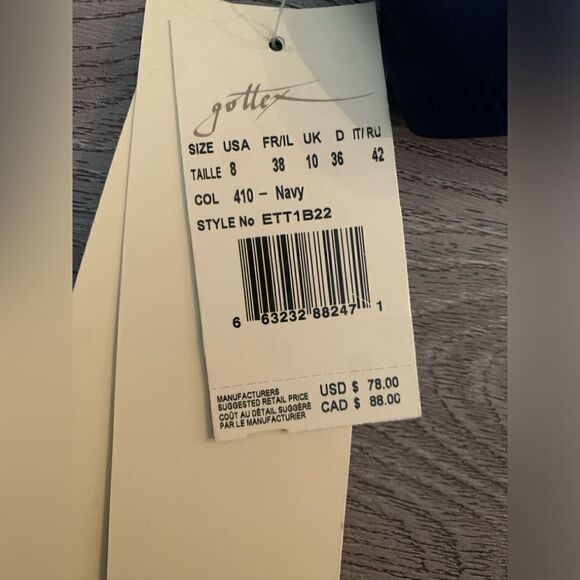 gottex
SIZE USA FR/IL UK D IT/RU
TAILLE 8 38 10 36 42
COL 410 – Navy
STYLE No ETT1B22
6 63232 88247 1
MANUFACTURERS
SUGGESTED RETAIL PRICE
COÛT AU DÉTAIL SUGGÉRÉ
PAR LE MANUFACTURIER
USD $ 78.00
CAD $ 88.00